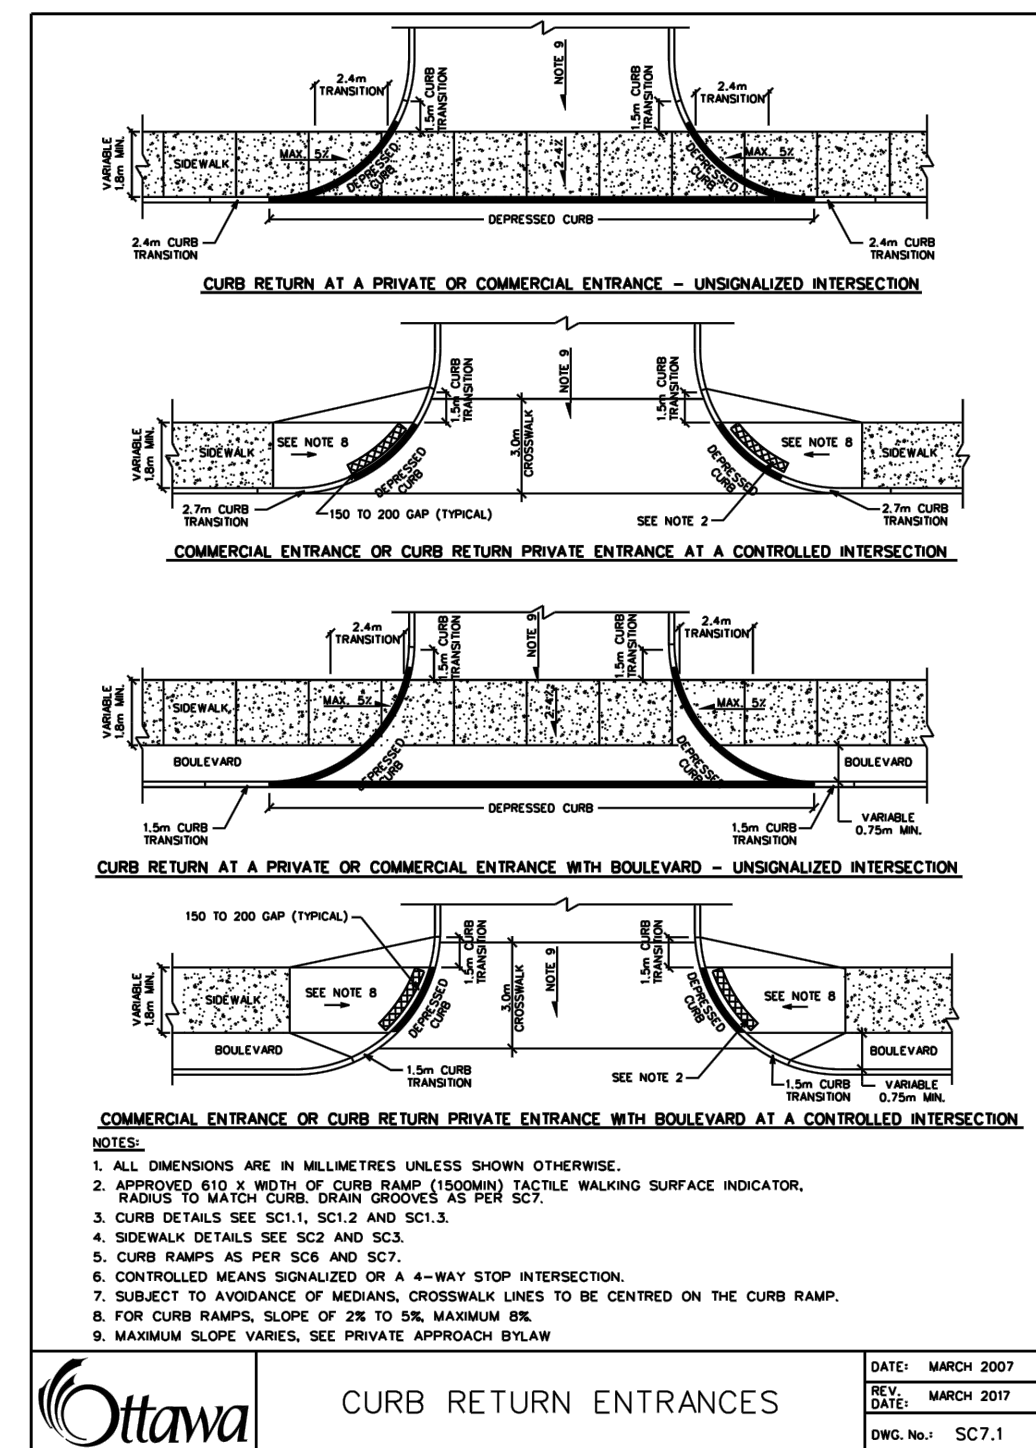 NOTE 9
2.4m
TRANSITION
1.5m CURB
TRANSITION
1.5m CURB
TRANSITION
2.4m
TRANSITION
VARIABLE
1.8m MIN.
SIDEWALK
MAX. 5%
DEPRESSED
CURB
2-4%
DEPRESSED
CURB
MAX. 5%
DEPRESSED CURB
2.4m CURB
TRANSITION
2.4m CURB
TRANSITION
CURB RETURN AT A PRIVATE OR COMMERCIAL ENTRANCE - UNSIGNALIZED INTERSECTION
NOTE 9
1.5m CURB
TRANSITION
1.5m CURB
TRANSITION
VARIABLE
1.8m MIN.
SIDEWALK
SEE NOTE 8
DEPRESSED
CURB
3.0m
CROSSWALK
DEPRESSED
CURB
SEE NOTE 8
SIDEWALK
2.7m CURB
TRANSITION
150 TO 200 GAP (TYPICAL)
SEE NOTE 2
2.7m CURB
TRANSITION
COMMERCIAL ENTRANCE OR CURB RETURN PRIVATE ENTRANCE AT A CONTROLLED INTERSECTION
2.4m
TRANSITION
1.5m CURB
TRANSITION
NOTE 9
1.5m CURB
TRANSITION
2.4m
TRANSITION
VARIABLE
1.8m MIN.
SIDEWALK
MAX. 5%
2-4%
MAX. 5%
BOULEVARD
DEPRESSED
CURB
DEPRESSED
CURB
BOULEVARD
DEPRESSED CURB
1.5m CURB
TRANSITION
1.5m CURB
TRANSITION
VARIABLE
0.75m MIN.
CURB RETURN AT A PRIVATE OR COMMERCIAL ENTRANCE WITH BOULEVARD - UNSIGNALIZED INTERSECTION
150 TO 200 GAP (TYPICAL)
1.5m CURB
TRANSITION
NOTE 9
1.5m CURB
TRANSITION
VARIABLE
1.8m MIN.
SIDEWALK
SEE NOTE 8
DEPRESSED
CURB
3.0m
CROSSWALK
DEPRESSED
CURB
SEE NOTE 8
BOULEVARD
BOULEVARD
1.5m CURB
TRANSITION
SEE NOTE 2
1.5m CURB
TRANSITION
VARIABLE
0.75m MIN.
COMMERCIAL ENTRANCE OR CURB RETURN PRIVATE ENTRANCE WITH BOULEVARD AT A CONTROLLED INTERSECTION
NOTES:
1. ALL DIMENSIONS ARE IN MILLIMETRES UNLESS SHOWN OTHERWISE.
2. APPROVED 610 X WIDTH OF CURB RAMP (1500MIN) TACTILE WALKING SURFACE INDICATOR,
RADIUS TO MATCH CURB. DRAIN GROOVES AS PER SC7.
3. CURB DETAILS SEE SC1.1, SC1.2 AND SC1.3.
4. SIDEWALK DETAILS SEE SC2 AND SC3.
5. CURB RAMPS AS PER SC6 AND SC7.
6. CONTROLLED MEANS SIGNALIZED OR A 4-WAY STOP INTERSECTION.
7. SUBJECT TO AVOIDANCE OF MEDIANS, CROSSWALK LINES TO BE CENTRED ON THE CURB RAMP.
8. FOR CURB RAMPS, SLOPE OF 2% TO 5%, MAXIMUM 8%.
9. MAXIMUM SLOPE VARIES, SEE PRIVATE APPROACH BYLAW
Ottawa
CURB RETURN ENTRANCES
DATE: MARCH 2007
REV. DATE: MARCH 2017
DWG. No.: SC7.1